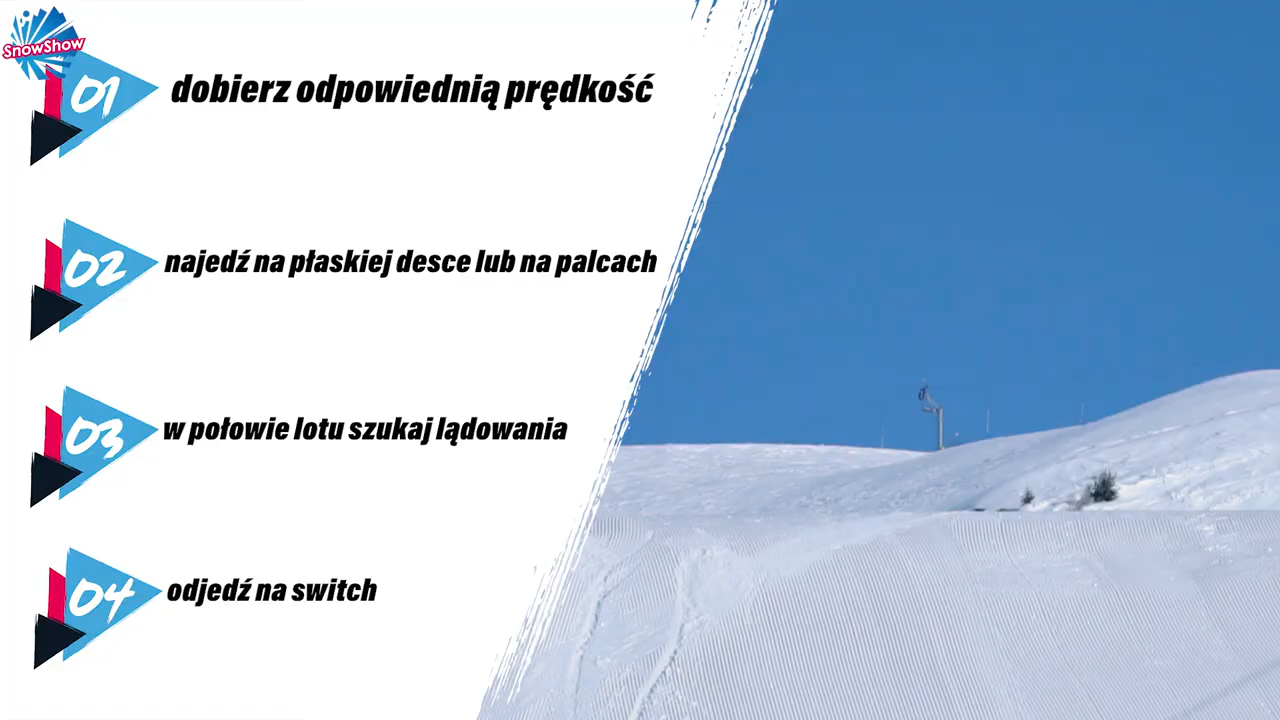 SnowShow
01 dobierz odpowiednią prędkość
02 najedź na płaskiej desce lub na palcach
03 w połowie lotu szukaj lądowania
04 odjedź na switch